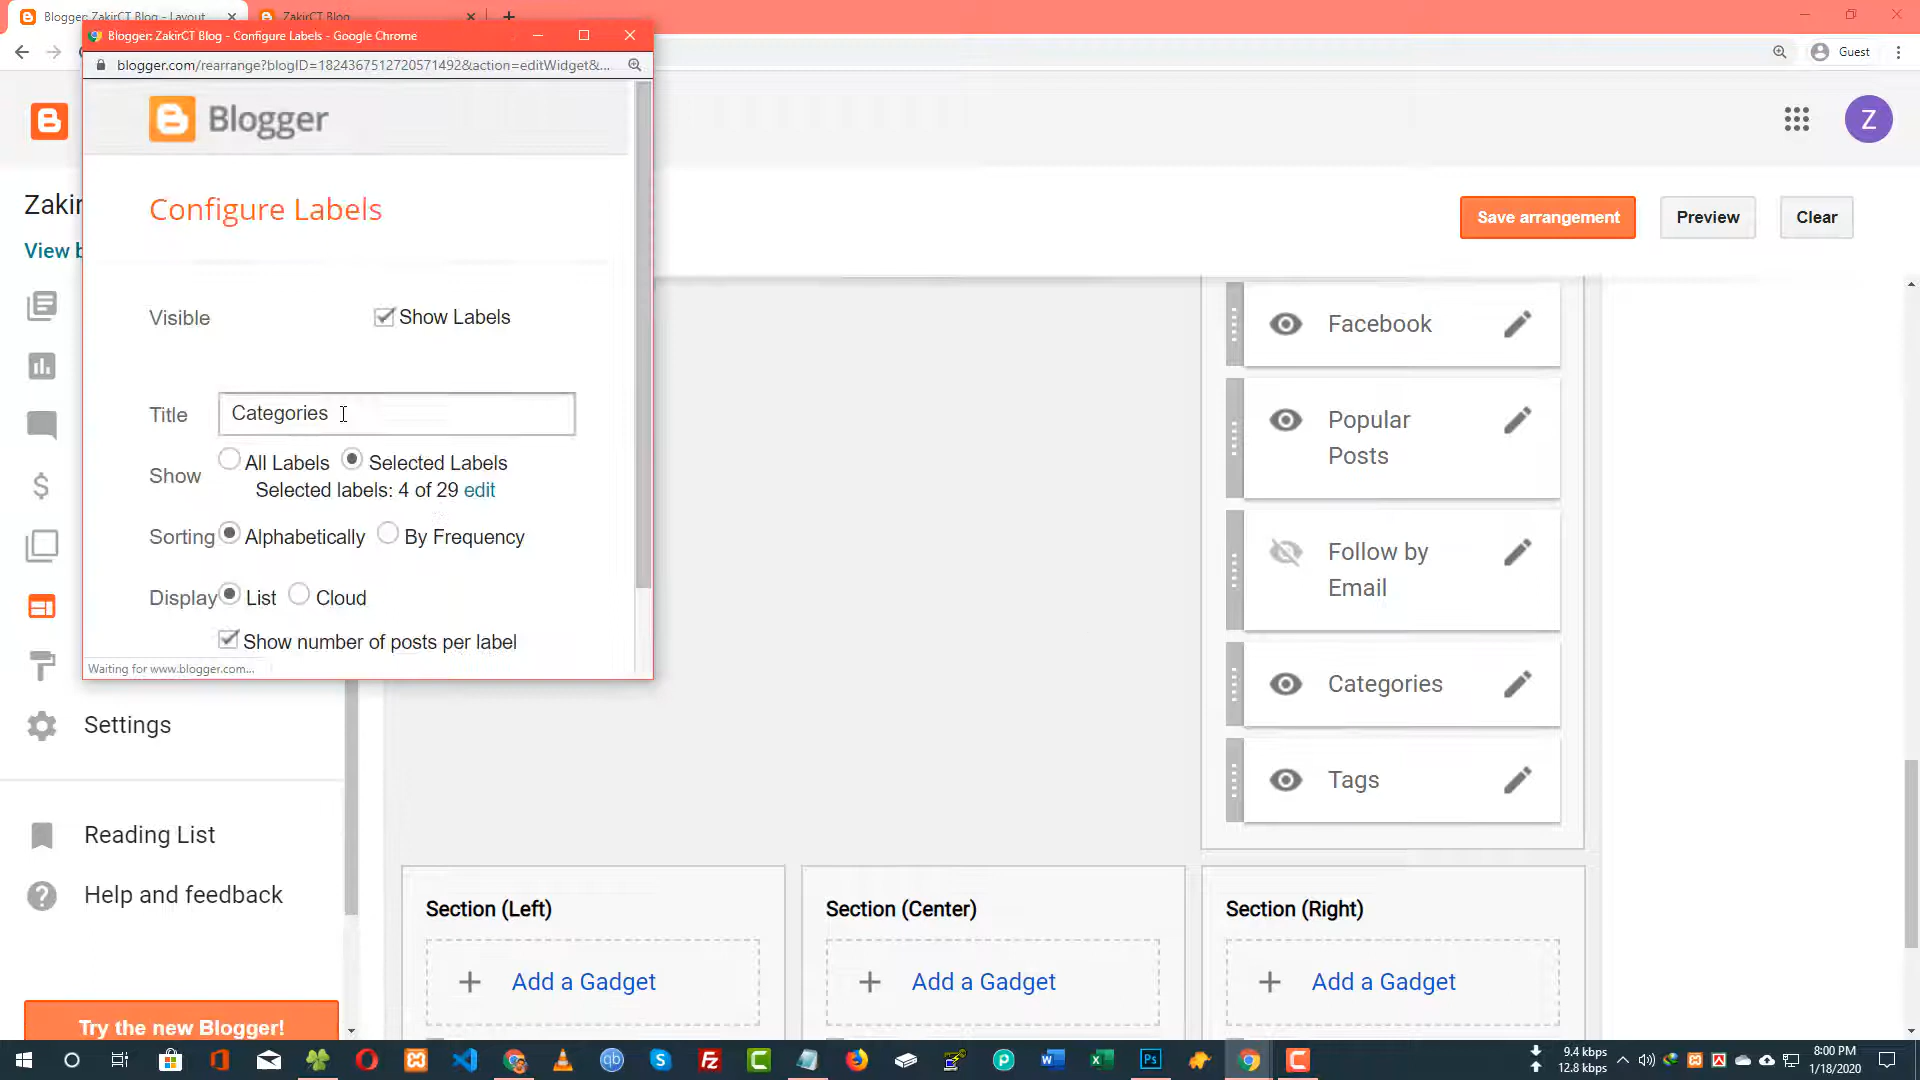 Blogger: ZakirCT Blog - Layout
ZakirCT Blog
Blogger: ZakirCT Blog - Configure Labels - Google Chrome
blogger.com/rearrange?blogID=1824367512720571492&action=editWidget&...
Guest
Blogger
Z
Configure Labels
Zakir
View b
Save arrangement
Preview
Clear
Visible
Show Labels
Facebook
Title
Categories
Popular
Posts
Show
All Labels
Selected Labels
Selected labels: 4 of 29 edit
Sorting
Alphabetically
By Frequency
Follow by
Email
Display
List
Cloud
Show number of posts per label
Waiting for www.blogger.com...
Categories
Settings
Tags
Reading List
Help and feedback
Section (Left)
Section (Center)
Section (Right)
Add a Gadget
Add a Gadget
Add a Gadget
Try the new Blogger!
9.4 kbps
12.8 kbps
8:00 PM
1/18/2020